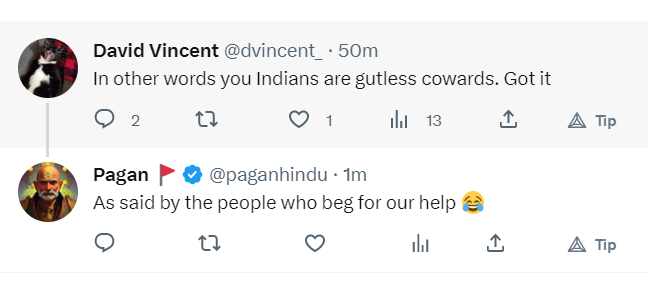 David Vincent @dvincent_ · 50m
In other words you Indians are gutless cowards. Got it
2 1 13 Tip
Pagan 🚩 @paganhindu · 1m
As said by the people who beg for our help 😂
Tip